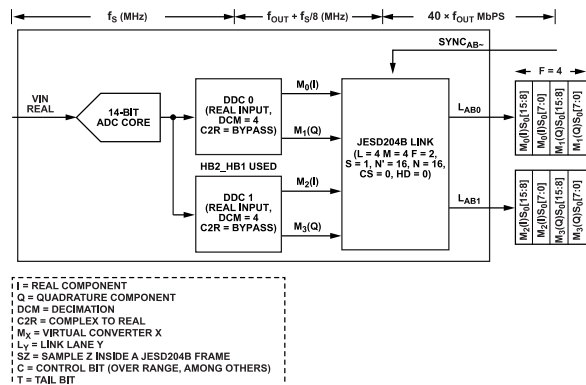 fS (MHz)
fOUT + fS/8 (MHz)
40 × fOUT MbPS
SYNCAB~
VIN
REAL
14-BIT
ADC CORE
DDC 0
(REAL INPUT,
DCM = 4
C2R = BYPASS)
HB2_HB1 USED
DDC 1
(REAL INPUT,
DCM = 4
C2R = BYPASS)
M0(I)
M1(Q)
M2(I)
M3(Q)
JESD204B LINK
(L = 4 M = 4 F = 2,
S = 1, N' = 16, N = 16,
CS = 0, HD = 0)
LAB0
LAB1
F = 4
M0(I)S0[15:8]
M0(I)S0[7:0]
M1(Q)S0[15:8]
M1(Q)S0[7:0]
M2(I)S0[15:8]
M2(I)S0[7:0]
M3(Q)S0[15:8]
M3(Q)S0[7:0]
I = REAL COMPONENT
Q = QUADRATURE COMPONENT
DCM = DECIMATION
C2R = COMPLEX TO REAL
MX = VIRTUAL CONVERTER X
LY = LINK LANE Y
SZ = SAMPLE Z INSIDE A JESD204B FRAME
C = CONTROL BIT (OVER RANGE, AMONG OTHERS)
T = TAIL BIT